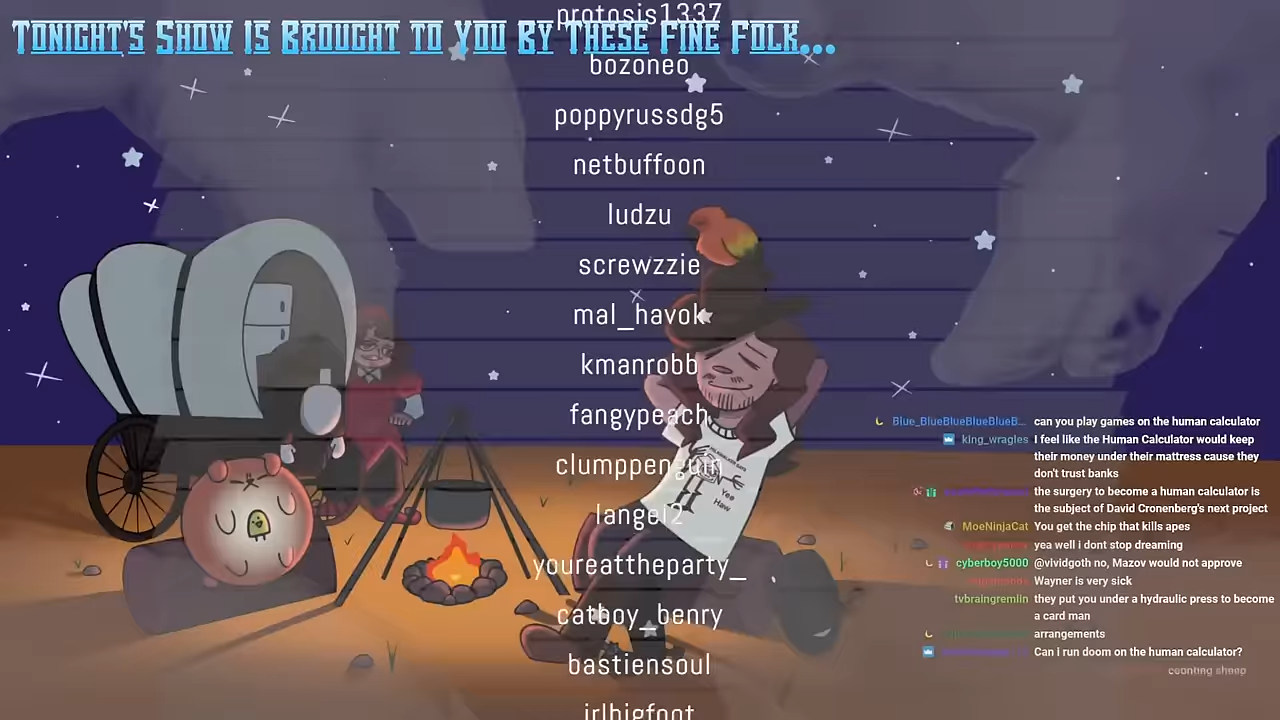 protosis1337
TONIGHT'S SHOW IS BROUGHT TO YOU BY THESE FINE FOLK...
bozoneo
poppyrussdg5
netbuffoon
ludzu
screwzzie
mal_havok
kmanrobb
fangypeach
clumppenguin
langel2
youreattheparty_
catboy_benry
bastiensoul
irlbigfoot
Yee
Haw
Blue_BlueBlueBlueBlueB... can you play games on the human calculator
king_wragles I feel like the Human Calculator would keep
their money under their mattress cause they
don't trust banks
the surgery to become a human calculator is
the subject of David Cronenberg's next project
MoeNinjaCat You get the chip that kills apes
yea well i dont stop dreaming
cyberboy5000 @vividgoth no, Mazov would not approve
Wayner is very sick
tvbraingremlin they put you under a hydraulic press to become
a card man
arrangements
Can i run doom on the human calculator?
counting sheep